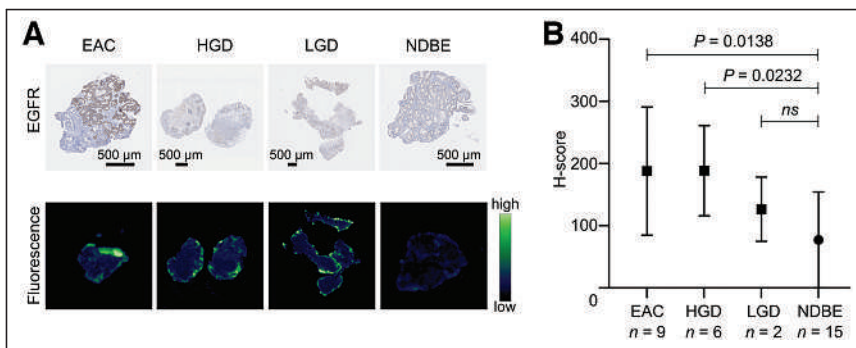 A
EAC HGD LGD NDBE
EGFR
500 µm 500 µm 500 µm 500 µm
Fluorescence
high
low
B
H-score
400
300
200
100
0
P = 0.0138
P = 0.0232
ns
EAC HGD LGD NDBE
n = 9 n = 6 n = 2 n = 15